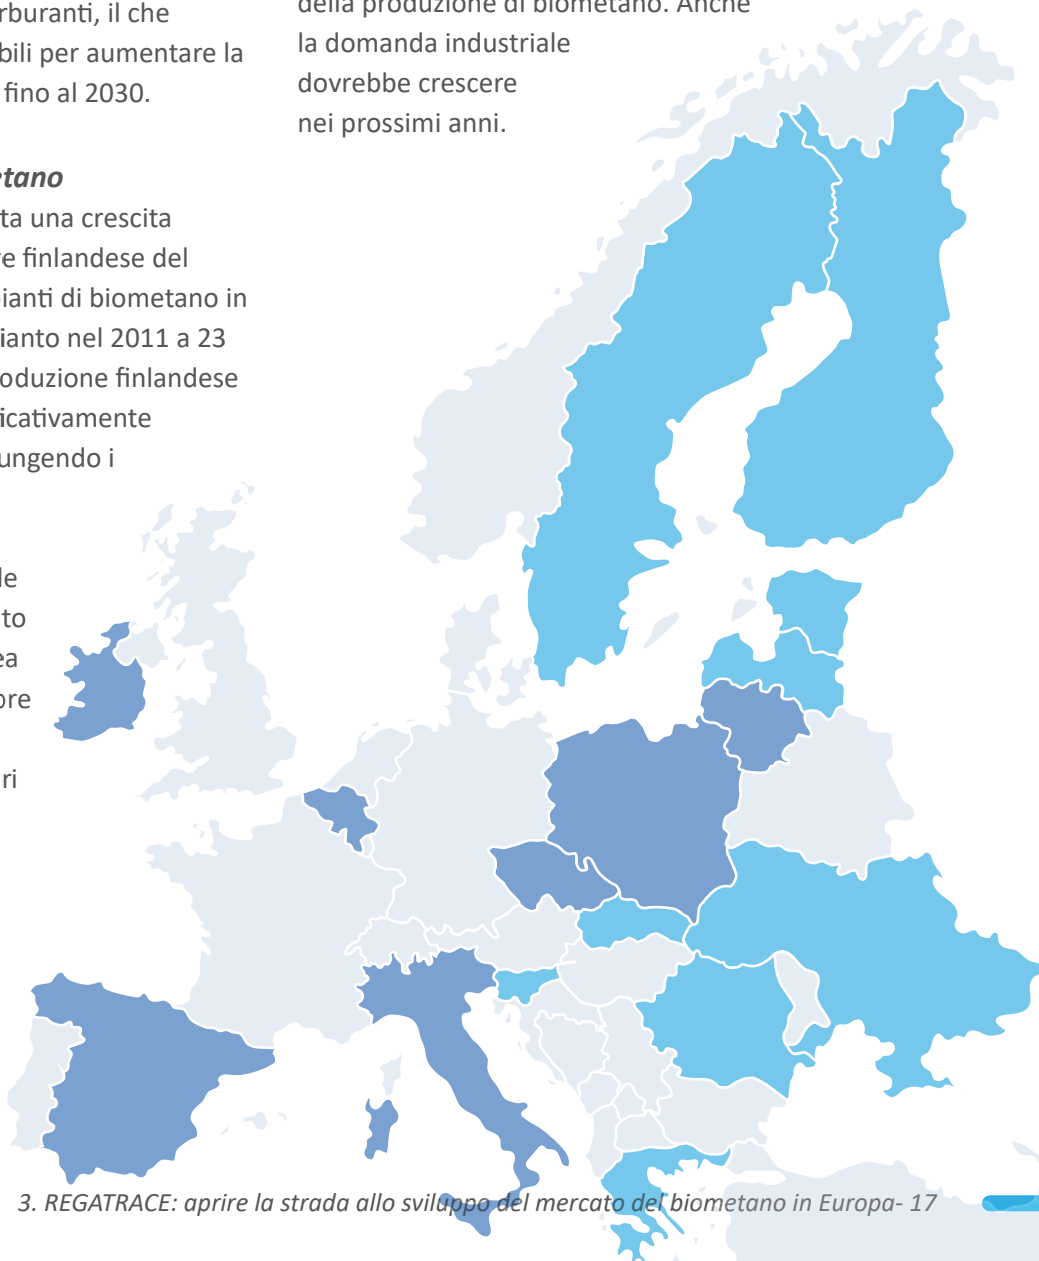 rburanti, il che
bili per aumentare la
fino al 2030.
etano
ta una crescita
re finlandese del
pianti di biometano in
ianto nel 2011 a 23
oduzione finlandese
ficativamente
ungendo i
le
to
ea
bre
ri
della produzione di biometano. Anche
la domanda industriale
dovrebbe crescere
nei prossimi anni.
3. REGATRACE: aprire la strada allo sviluppo del mercato del biometano in Europa- 17